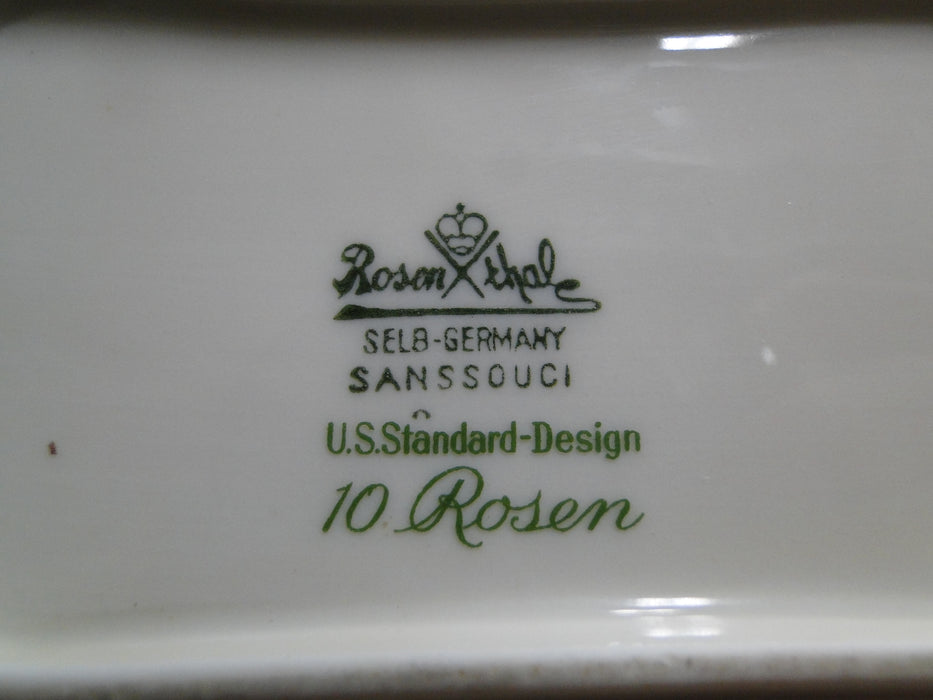 Rosenthal
SELB-GERMANY
SANSSOUCI
U.S.Standard-Design
10 Rosen